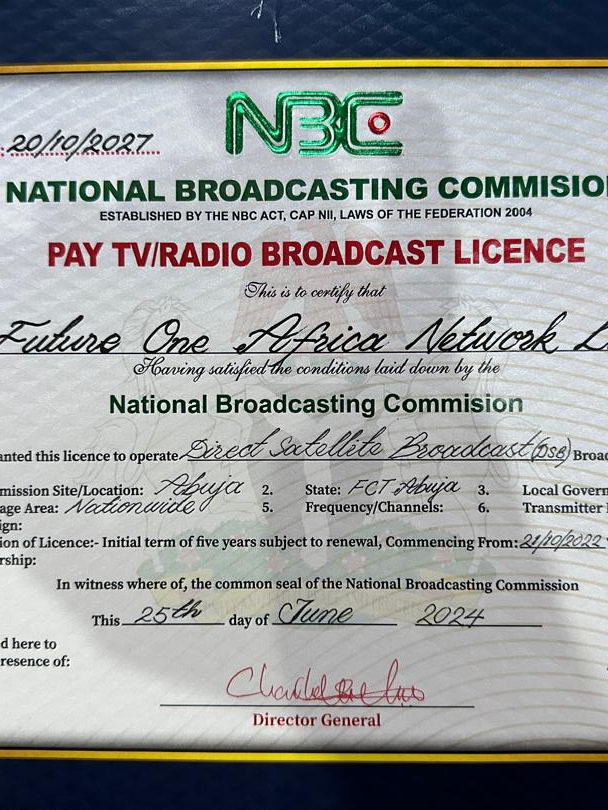 NBC
20/10/2027
NATIONAL BROADCASTING COMMISIO
ESTABLISHED BY THE NBC ACT, CAP NII, LAWS OF THE FEDERATION 2004
PAY TV/RADIO BROADCAST LICENCE
This is to certify that
Future One Africa Network L
Having satisfied the conditions laid down by the
National Broadcasting Commision
anted this licence to operate Direct Satellite Broadcast (DSB) Broad
mission Site/Location: Abuja 2. State: FCT Abuja 3. Local Govern
age Area: Nationwide 5. Frequency/Channels: 6. Transmitter
ign:
ion of Licence:- Initial term of five years subject to renewal, Commencing From: 21/10/2022
rship:
In witness where of, the common seal of the National Broadcasting Commission
This 25th day of June 2024
d here to
resence of:
Director General